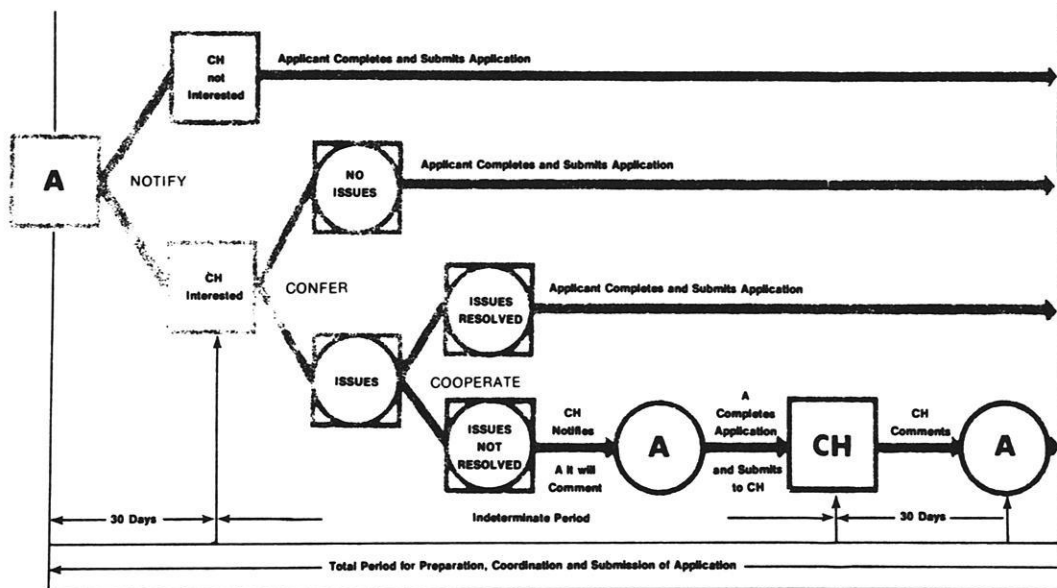 CH
not
Interested
Applicant Completes and Submits Application
A
NOTIFY
NO
ISSUES
Applicant Completes and Submits Application
CH
Interested
CONFER
ISSUES
RESOLVED
Applicant Completes and Submits Application
ISSUES
COOPERATE
ISSUES
NOT
RESOLVED
CH
Notifies
A it will
Comment
A
A
Completes
Application
and Submits
to CH
CH
CH
Comments
A
30 Days
Indeterminate Period
30 Days
Total Period for Preparation, Coordination and Submission of Application